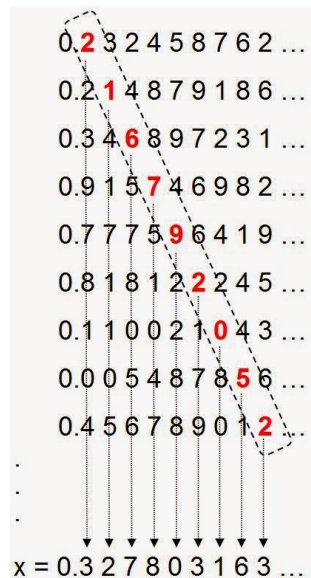 0.2 3 2 4 5 8 7 6 2 ...
0.2 1 4 8 7 9 1 8 6 ...
0.3 4 6 8 9 7 2 3 1 ...
0.9 1 5 7 4 6 9 8 2 ...
0.7 7 7 5 9 6 4 1 9 ...
0.8 1 8 1 2 2 2 4 5 ...
0.1 1 0 0 2 1 0 4 3 ...
0.0 0 5 4 8 7 8 5 6 ...
0.4 5 6 7 8 9 0 1 2 ...
.
.
.
x = 0.3 2 7 8 0 3 1 6 3 ...